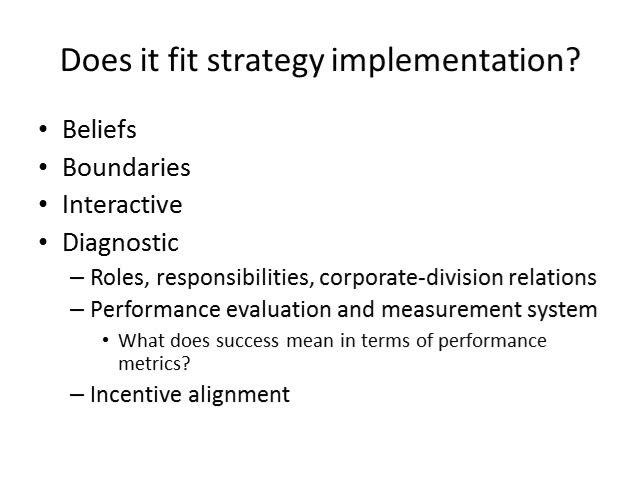 Does it fit strategy implementation?
• Beliefs
• Boundaries
• Interactive
• Diagnostic
– Roles, responsibilities, corporate-division relations
– Performance evaluation and measurement system
• What does success mean in terms of performance
metrics?
– Incentive alignment